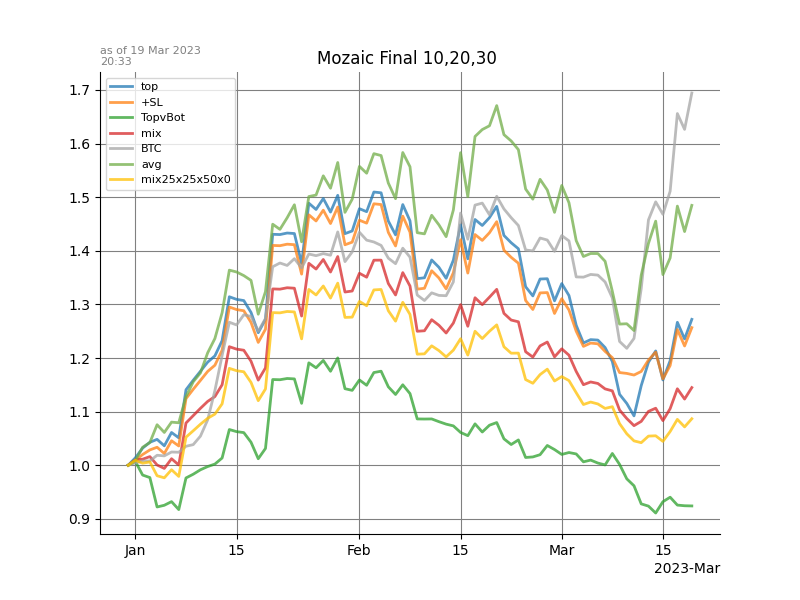 as of 19 Mar 2023
20:33
Mozaic Final 10,20,30
top
+SL
TopvBot
mix
BTC
avg
mix25x25x50x0
1.7
1.6
1.5
1.4
1.3
1.2
1.1
1.0
0.9
Jan 15 Feb 15 Mar 15
2023-Mar